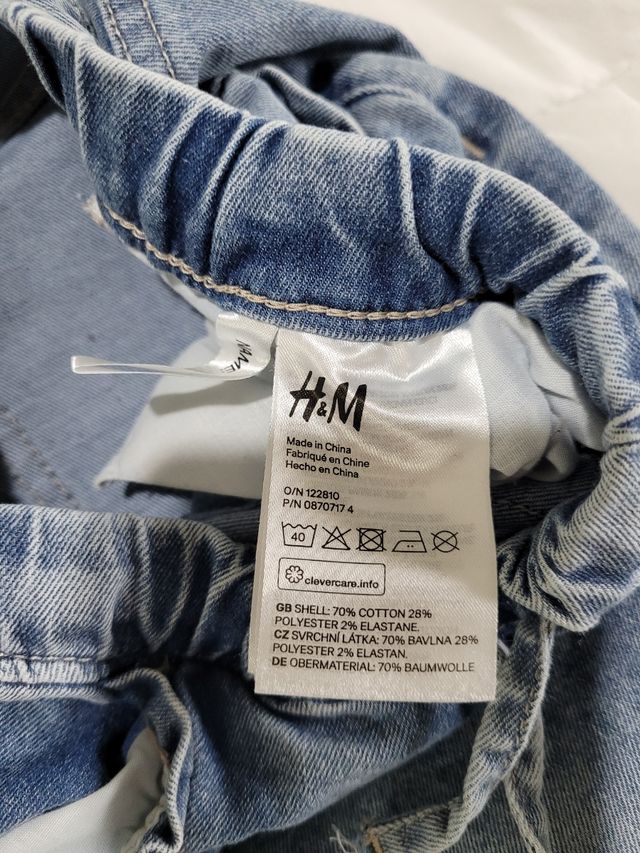 H&M
Made in China
Fabriqué en Chine
Hecho en China
O/N 122810
P/N 0870717 4
40
clevercare.info
GB SHELL: 70% COTTON 28%
POLYESTER 2% ELASTANE.
CZ SVRCHNÍ LÁTKA: 70% BAVLNA 28%
POLYESTER 2% ELASTAN.
DE OBERMATERIAL: 70% BAUMWOLLE